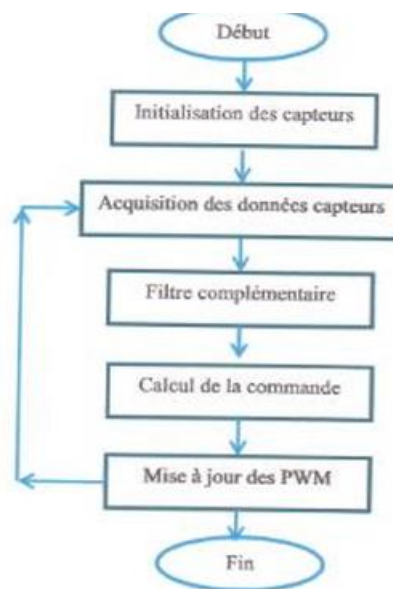 Début
Initialisation des capteurs
Acquisition des données capteurs
Filtre complémentaire
Calcul de la commande
Mise à jour des PWM
Fin